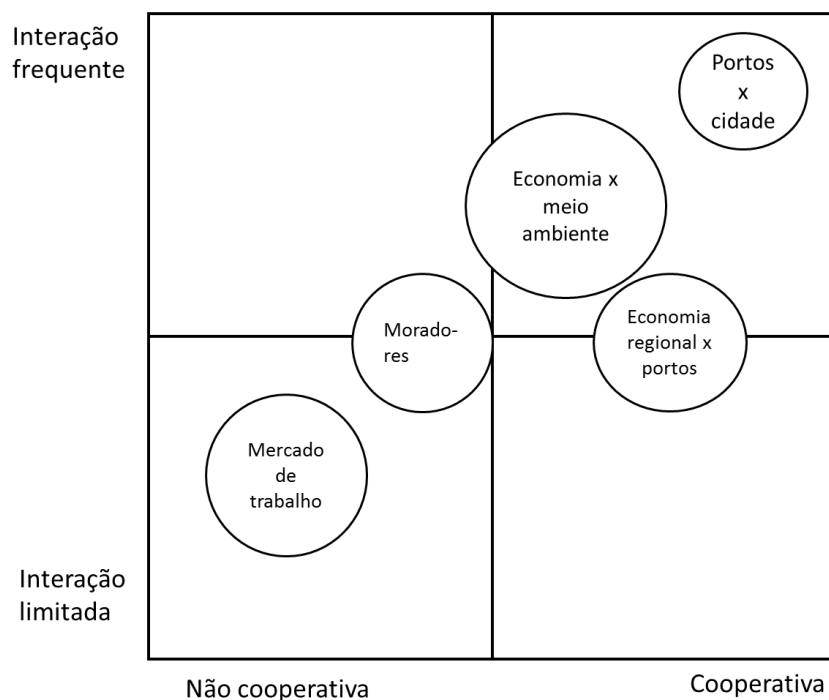 Interação
frequente
Portos
x
cidade
Economia x
meio
ambiente
Morado-
res
Economia
regional x
portos
Mercado
de
trabalho
Interação
limitada
Não cooperativa
Cooperativa